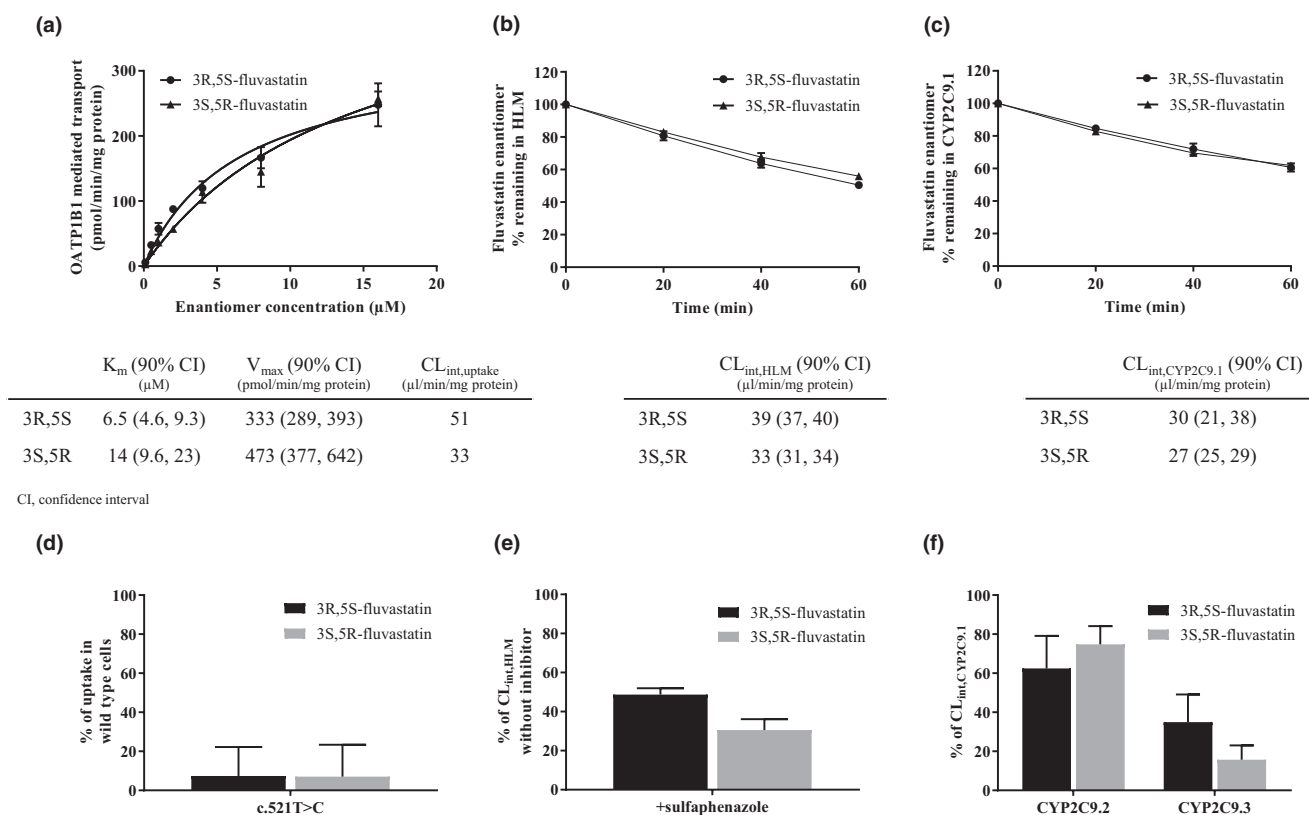 (a)
OATP1B1 mediated transport
(pmol/min/mg protein)
300
200
100
0
0
5
10
15
20
Enantiomer concentration (µM)
3R,5S-fluvastatin
3S,5R-fluvastatin
(b)
Fluvastatin enantiomer
% remaining in HLM
120
100
80
60
40
20
0
0
20
40
60
Time (min)
3R,5S-fluvastatin
3S,5R-fluvastatin
(c)
Fluvastatin enantiomer
% remaining in CYP2C9.1
120
100
80
60
40
20
0
0
20
40
60
Time (min)
3R,5S-fluvastatin
3S,5R-fluvastatin
Km (90% CI) Vmax (90% CI) CLint,uptake
(µM) (pmol/min/mg protein) (µl/min/mg protein)
3R,5S 6.5 (4.6, 9.3) 333 (289, 393) 51
3S,5R 14 (9.6, 23) 473 (377, 642) 33
CI, confidence interval
CLint,HLM (90% CI)
(µl/min/mg protein)
3R,5S 39 (37, 40)
3S,5R 33 (31, 34)
CLint,CYP2C9.1 (90% CI)
(µl/min/mg protein)
3R,5S 30 (21, 38)
3S,5R 27 (25, 29)
(d)
% of uptake in
wild type cells
100
80
60
40
20
0
3R,5S-fluvastatin
3S,5R-fluvastatin
c.521T>C
(e)
% of CLint,HLM
without inhibitor
100
80
60
40
20
0
3R,5S-fluvastatin
3S,5R-fluvastatin
+sulfaphenazole
(f)
% of CLint,CYP2C9.1
100
80
60
40
20
0
3R,5S-fluvastatin
3S,5R-fluvastatin
CYP2C9.2
CYP2C9.3